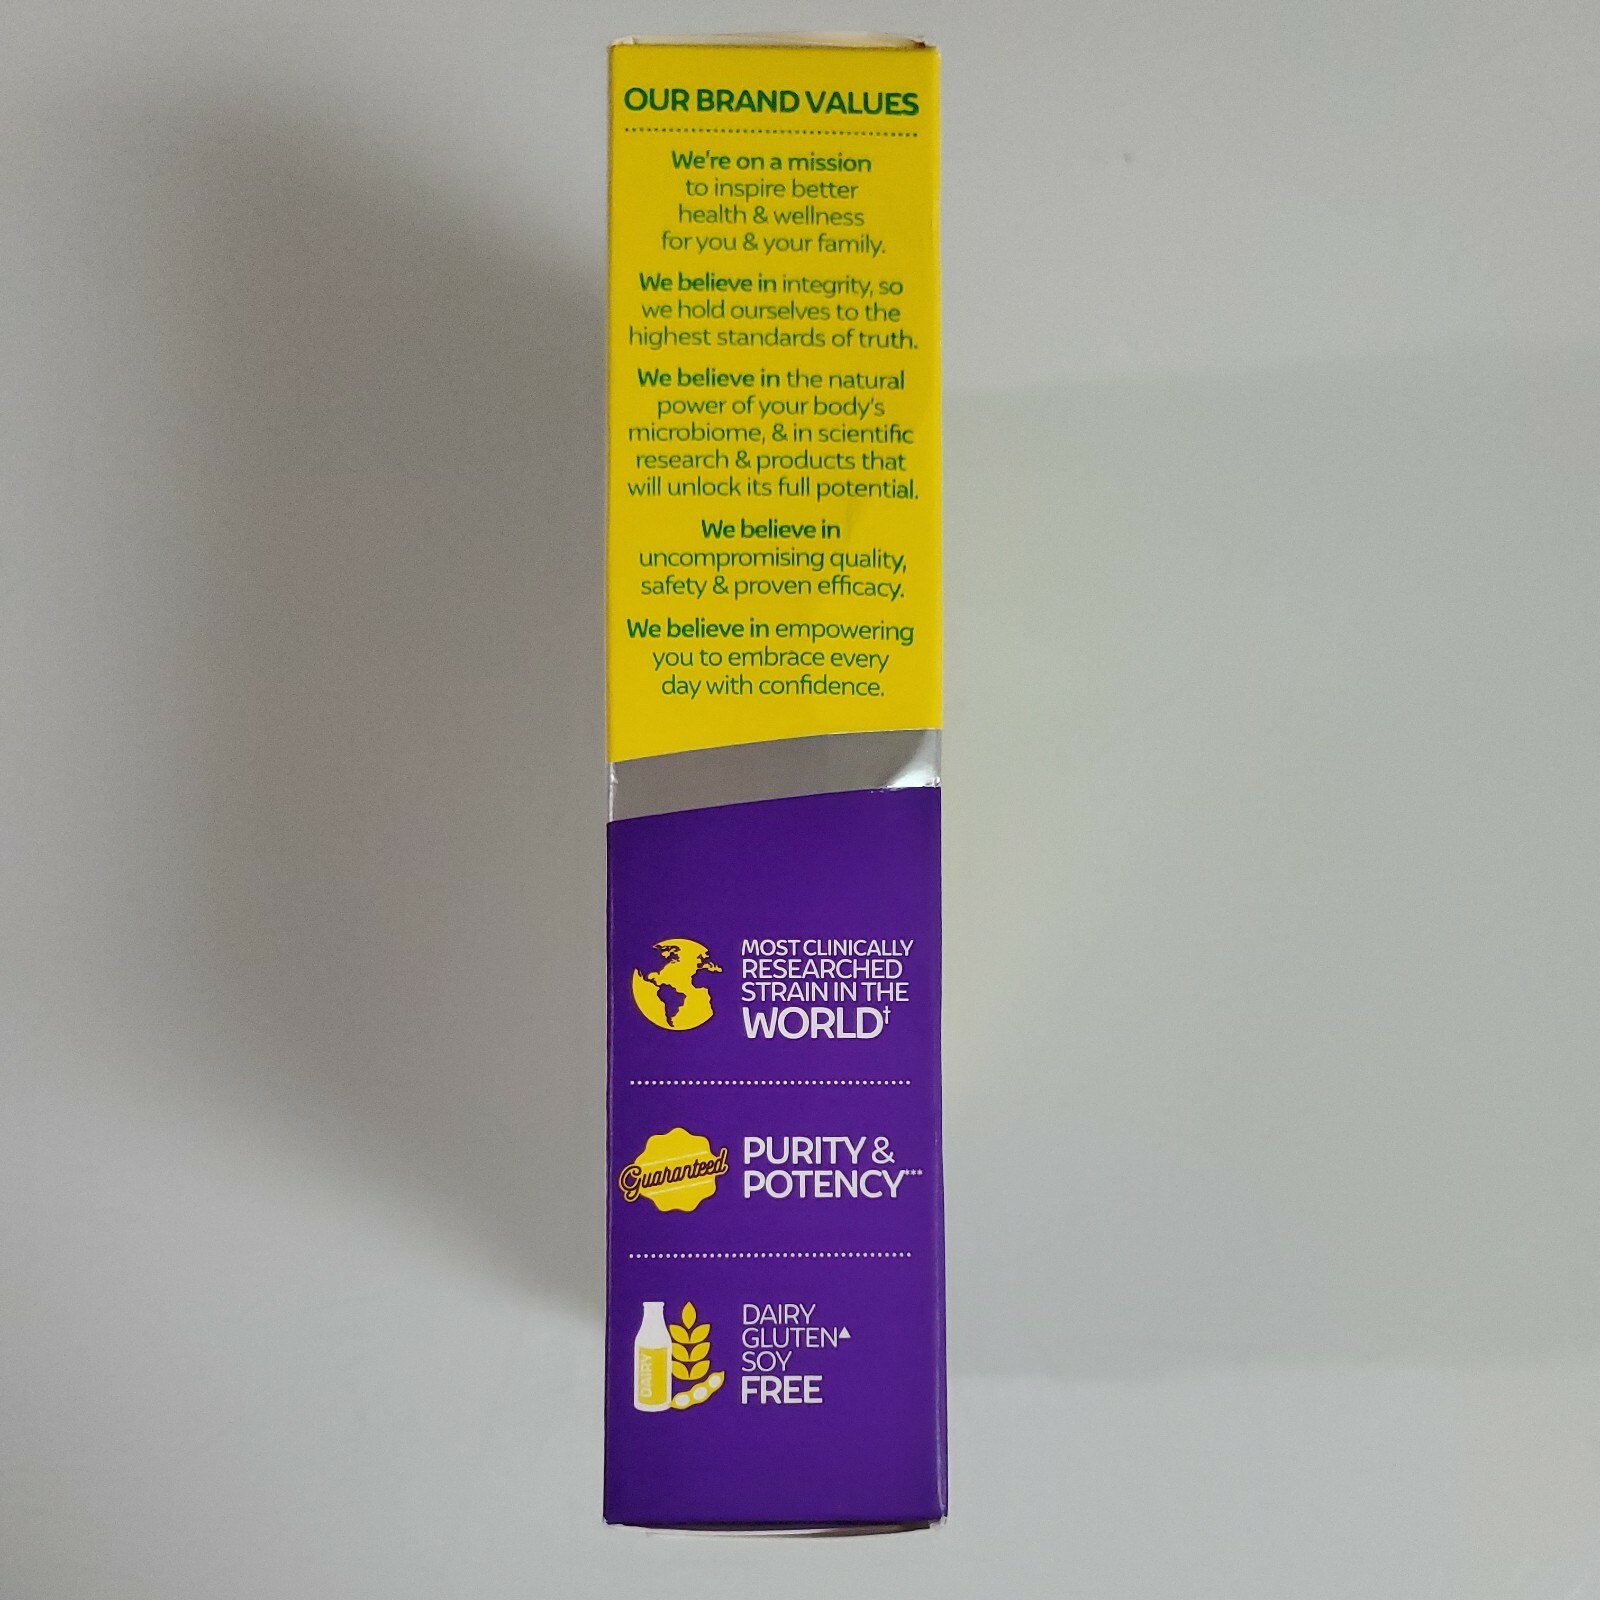 OUR BRAND VALUES
We're on a mission
to inspire better
health & wellness
for you & your family.
We believe in integrity, so
we hold ourselves to the
highest standards of truth.
We believe in the natural
power of your body's
microbiome, & in scientific
research & products that
will unlock its full potential.
We believe in
uncompromising quality,
safety & proven efficacy.
We believe in empowering
you to embrace every
day with confidence.
MOST CLINICALLY
RESEARCHED
STRAIN IN THE
WORLD†
Guaranteed
PURITY &
POTENCY***
DAIRY
DAIRY
GLUTEN▲
SOY
FREE